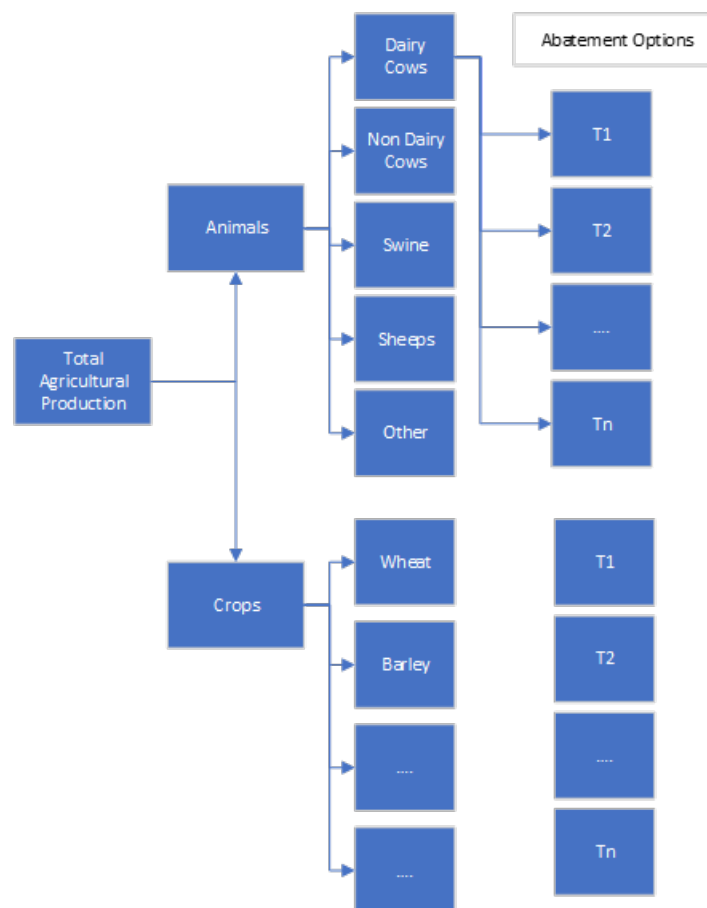 Abatement Options
Dairy
Cows
T1
Non Dairy
Cows
Animals
T2
Swine
....
Sheeps
Total
Agricultural
Production
Tn
Other
Wheat
T1
Crops
Barley
T2
....
....
....
Tn